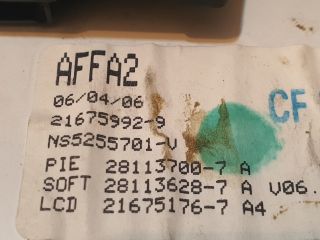 AFFA2
06/04/06
21675992-9
CF
NS5255701-V
PIE 28113700-7 A
SOFT 28113628-7 A V06.
LCD 21675176-7 A4